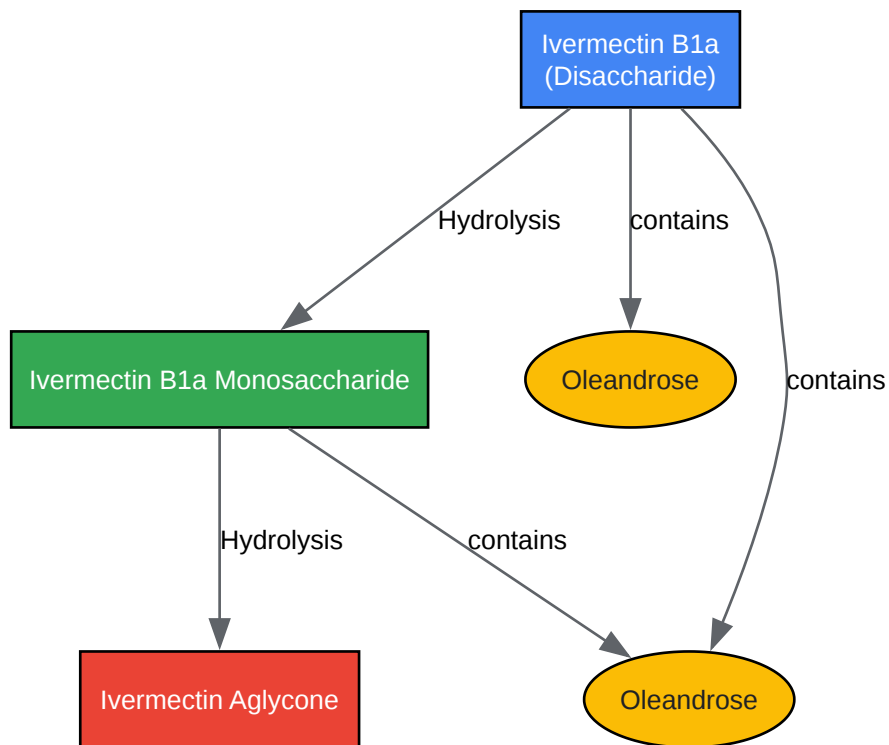 Ivermectin B1a
(Disaccharide)
Hydrolysis
contains
Ivermectin B1a Monosaccharide
Oleandrose
contains
Hydrolysis
contains
Ivermectin Aglycone
Oleandrose